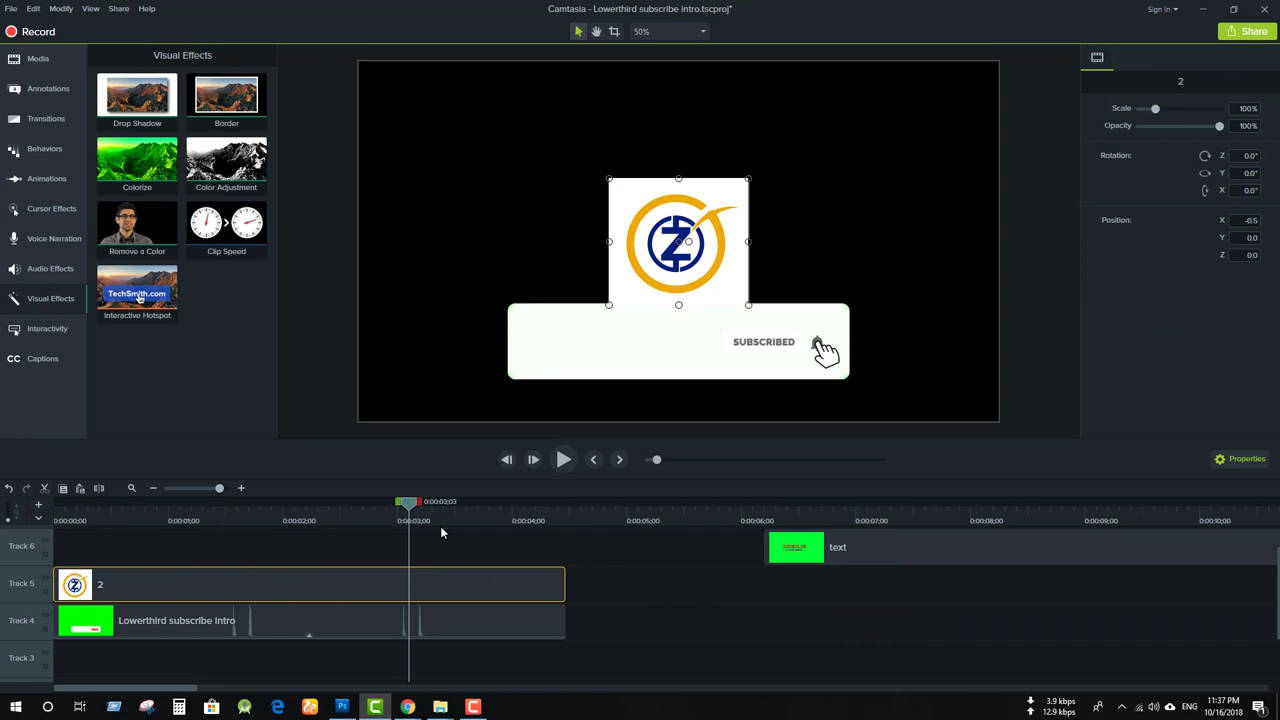 File Edit Modify View Share Help
Camtasia - Lowerthird subscribe intro.tscproj*
Sign In
Record
50%
Share
Media
Annotations
Transitions
Behaviors
Animations
Cursor Effects
Voice Narration
Audio Effects
Visual Effects
Interactivity
CC Captions
Visual Effects
Drop Shadow
Border
Colorize
Color Adjustment
Remove a Color
Clip Speed
TechSmith.com
Interactive Hotspot
SUBSCRIBED
2
Scale 100%
Opacity 100%
Rotation: Z 0.0°
Y 0.0°
X 0.0°
Position: X -0.5
Y 0.0
Z 0.0
Properties
0:00:03;03
0:00:00;00 0:00:01;00 0:00:02;00 0:00:03;00 0:00:04;00 0:00:05;00 0:00:06;00 0:00:07;00 0:00:08;00 0:00:09;00 0:00:10;00
Track 6 text
Track 5 2
Track 4 Lowerthird subscribe intro
Track 3
3.9 kbps
12.9 kbps
11:37 PM
10/16/2018